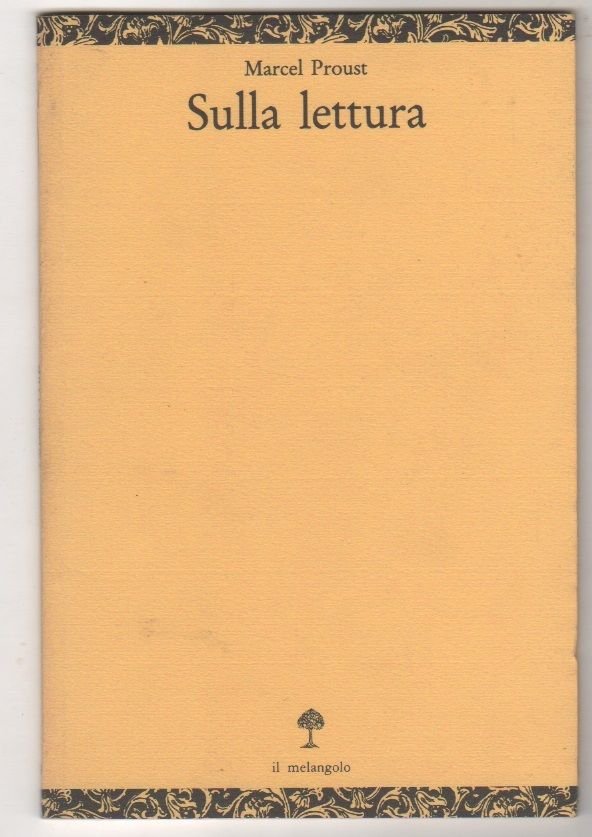 Marcel Proust
Sulla lettura
il melangolo